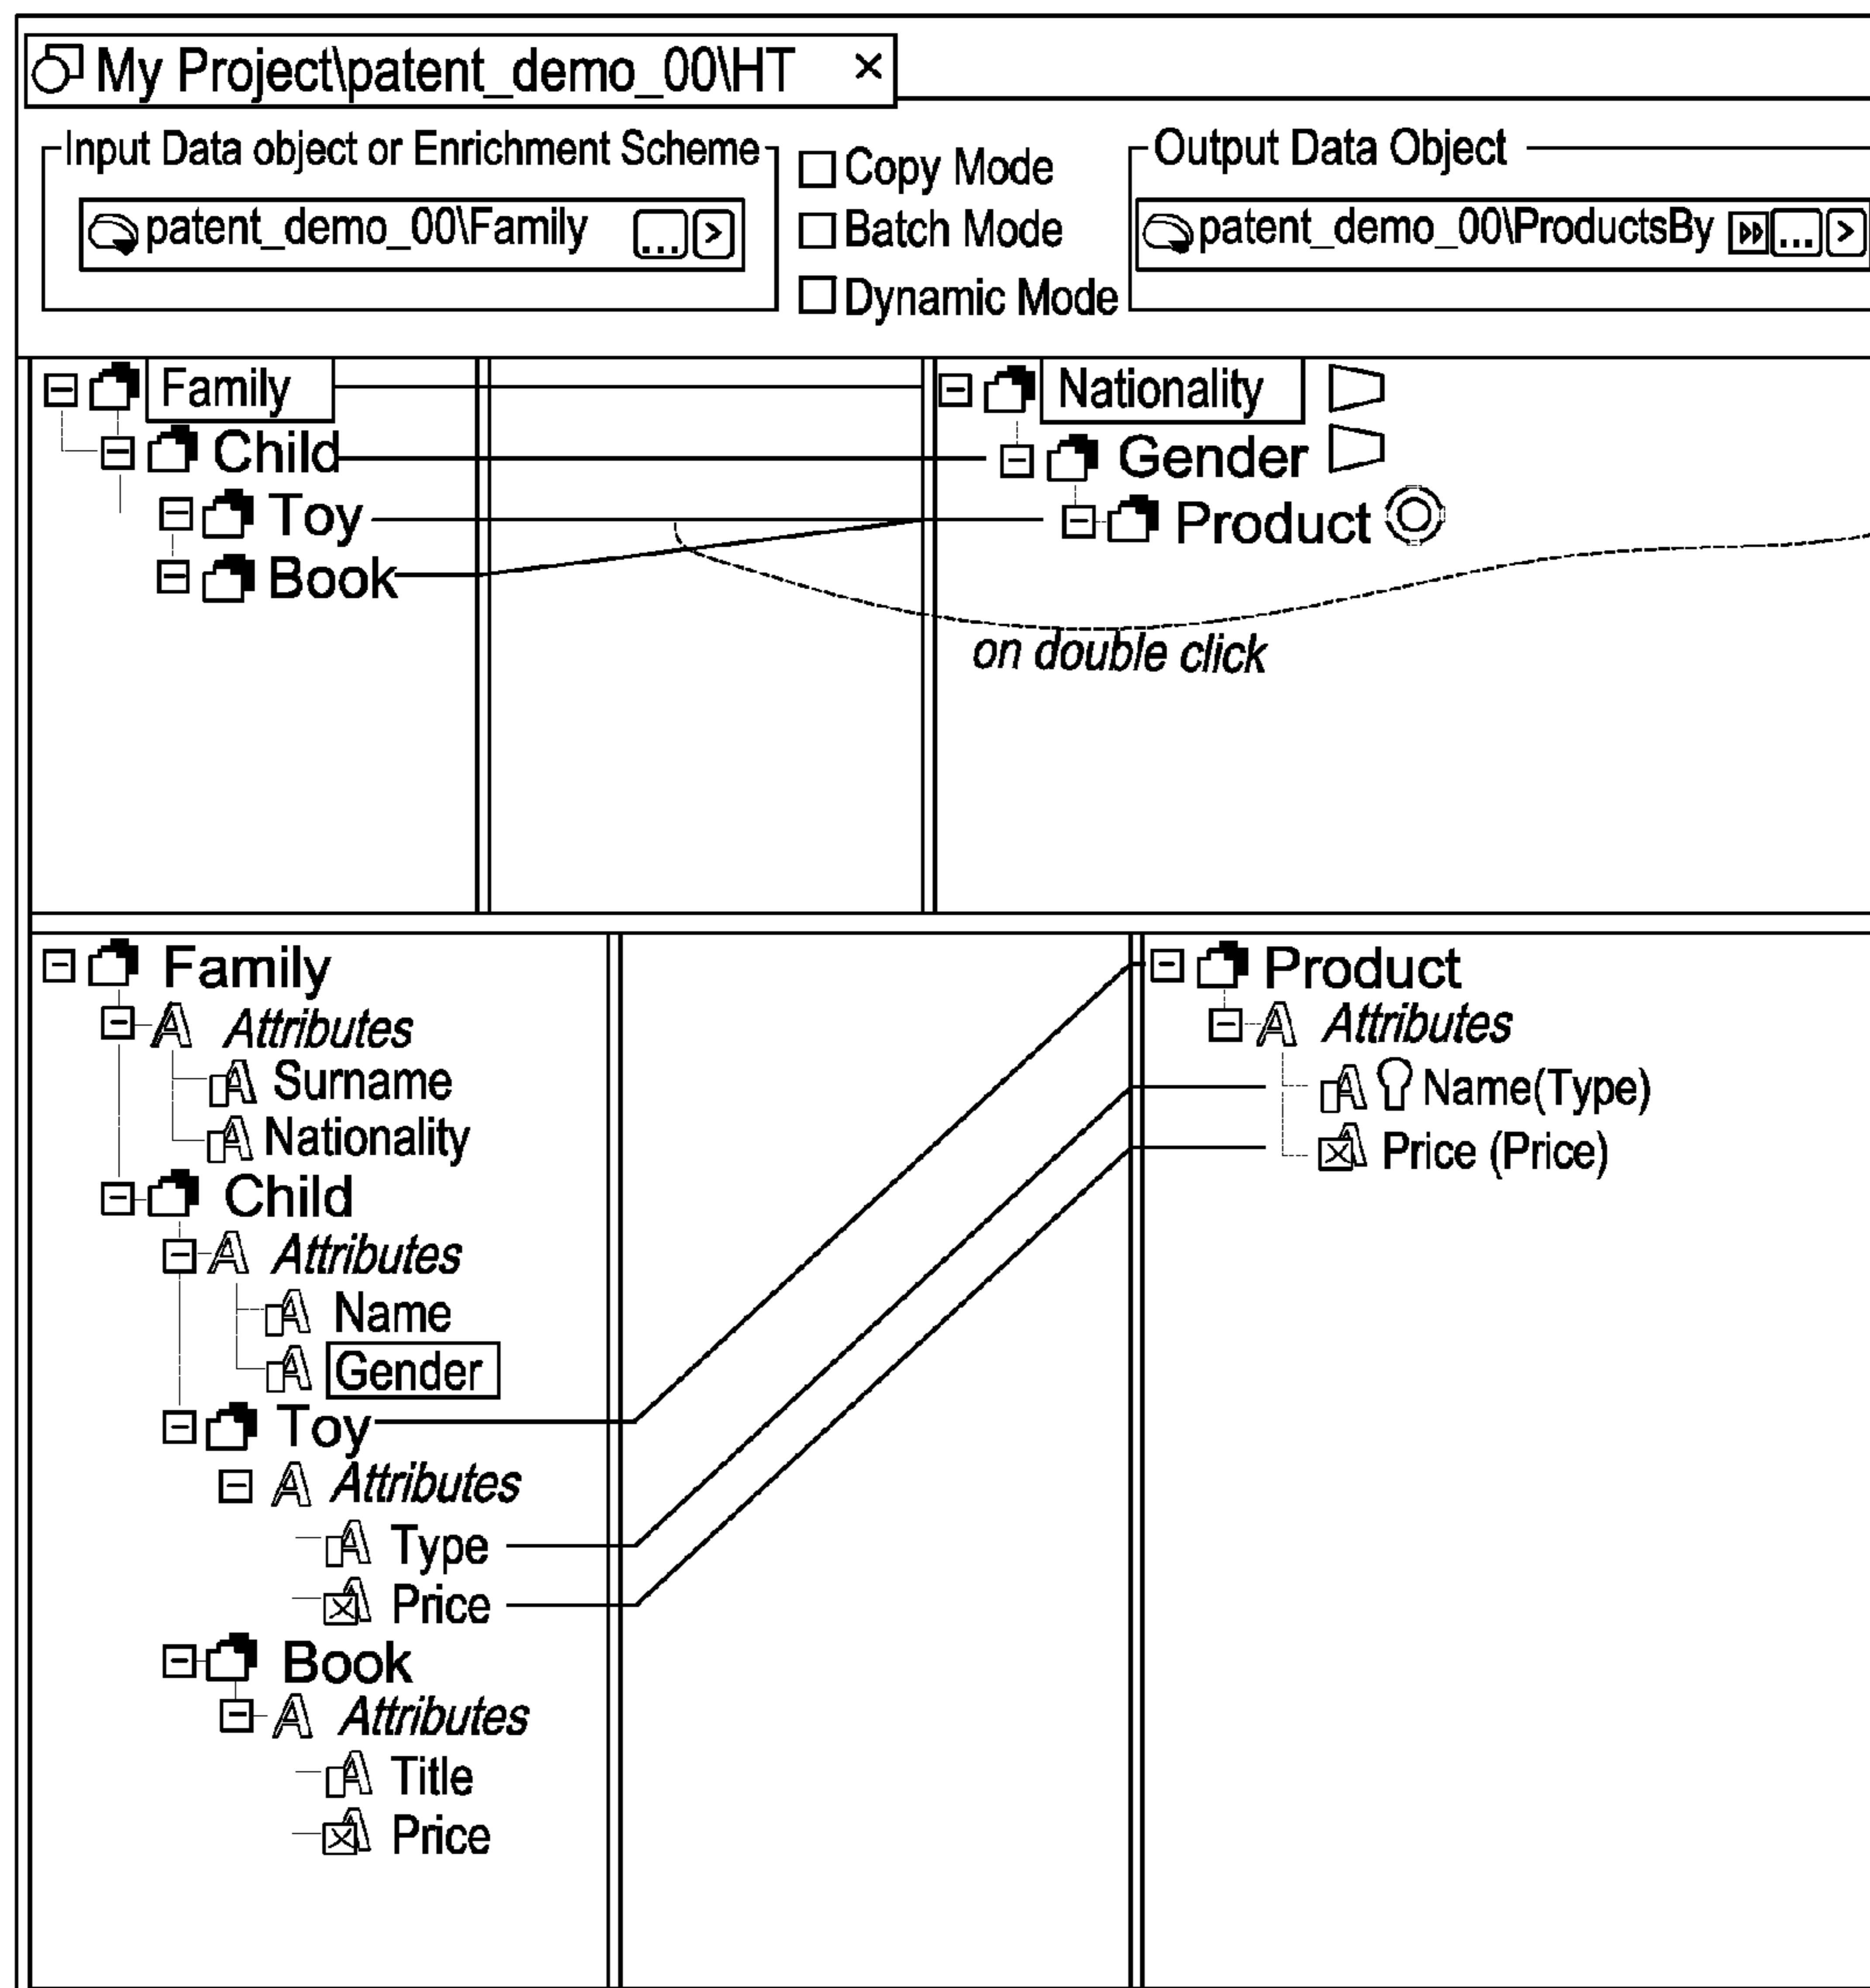 My Project\patent_demo_00\HT ×
Input Data object or Enrichment Scheme
patent_demo_00\Family ... >
Copy Mode
Batch Mode
Dynamic Mode
Output Data Object
patent_demo_00\ProductsBy ... >
Family
Child
Toy
Book
Nationality
Gender
Product
on double click
Family
Attributes
Surname
Nationality
Child
Attributes
Name
Gender
Toy
Attributes
Type
Price
Book
Attributes
Title
Price
Product
Attributes
Name(Type)
Price (Price)